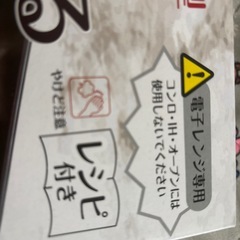 る
電子レンジ専用
コンロ・IH・オーブンには
使用しないでください
やけど注意
レシピ
付き